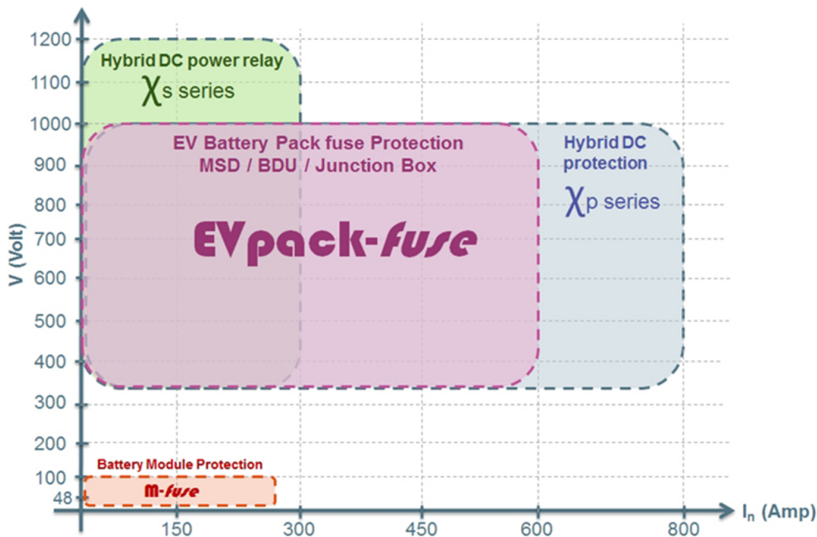 1200
1100
1000
900
800
700
600
500
400
300
200
100
48
V (Volt)
Hybrid DC power relay
χs series
EV Battery Pack fuse Protection
MSD / BDU / Junction Box
EVpack-fuse
Hybrid DC
protection
χp series
Battery Module Protection
M-fuse
150
300
450
600
800
In (Amp)